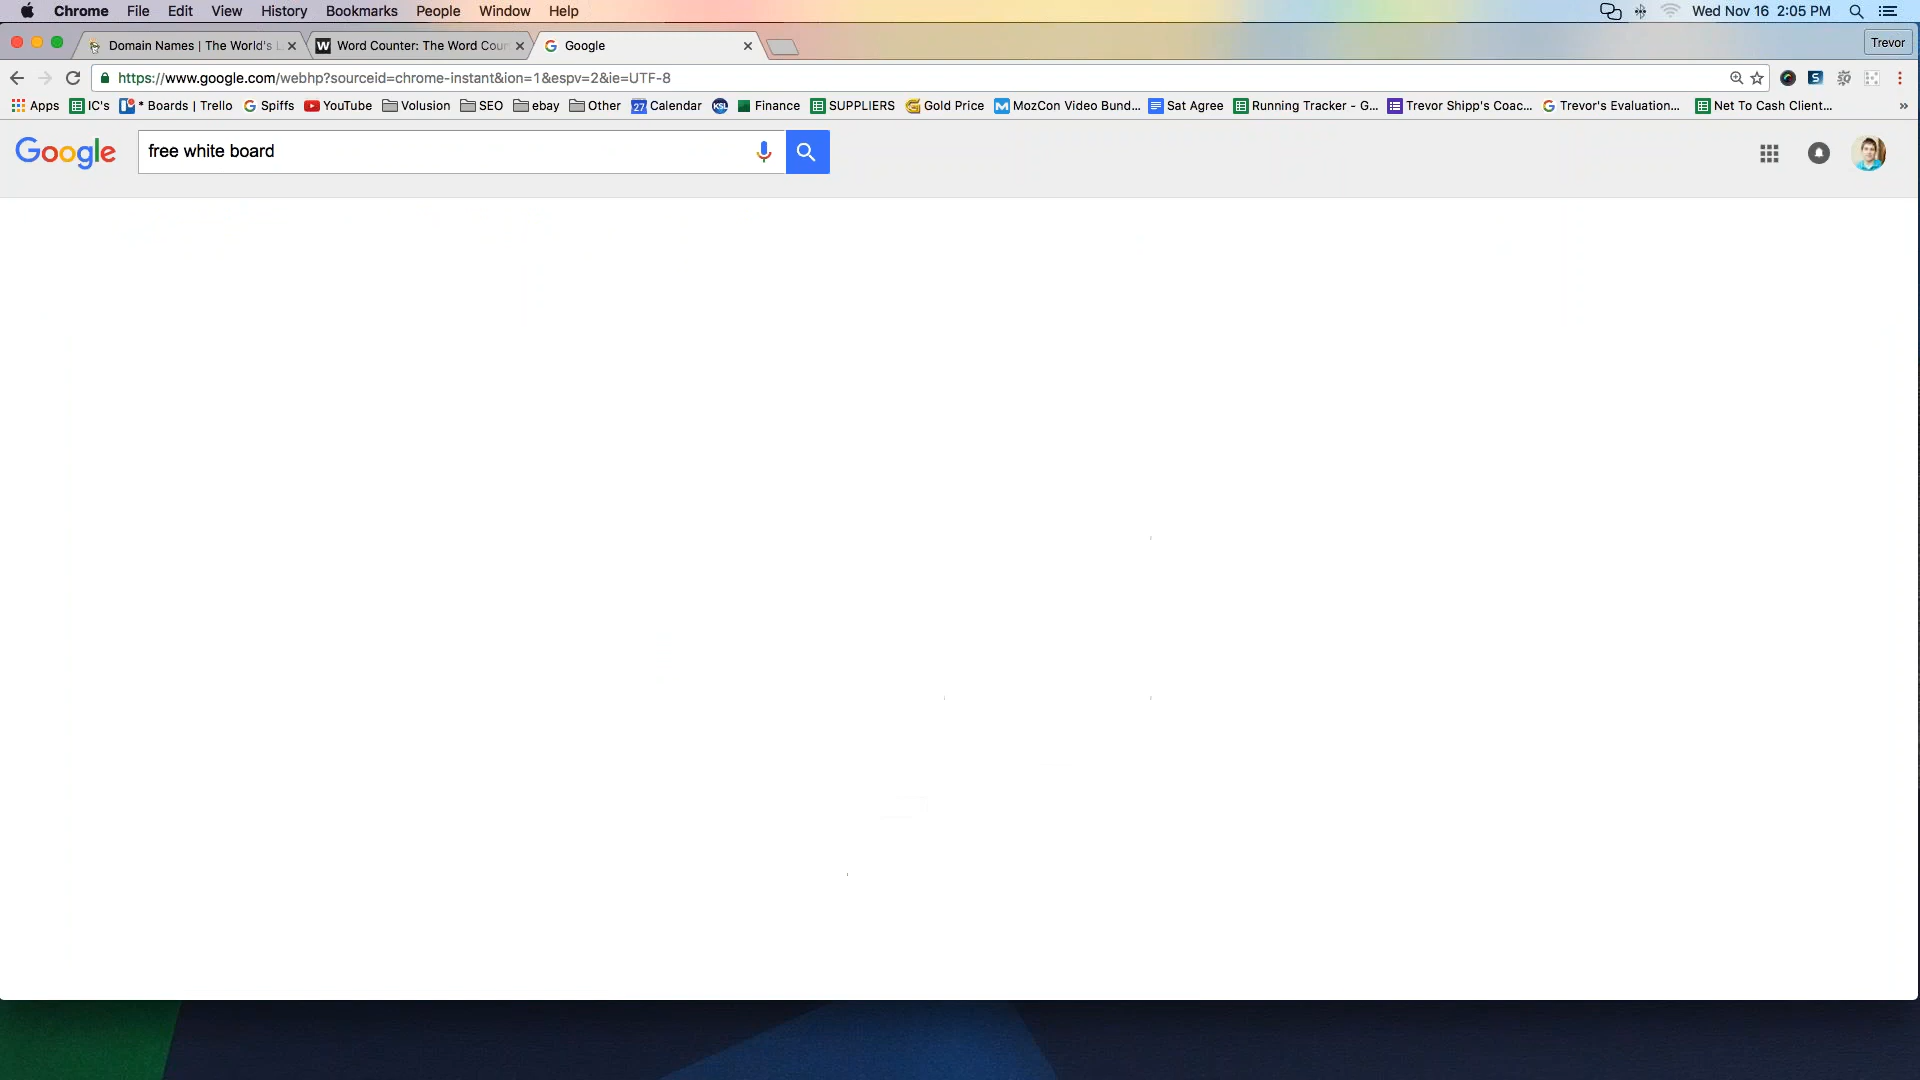 Chrome File Edit View History Bookmarks People Window Help Wed Nov 16 2:05 PM
Domain Names | The World's L W Word Counter: The Word Coun Google Trevor
https://www.google.com/webhp?sourceid=chrome-instant&ion=1&espv=2&ie=UTF-8
Apps IC's * Boards | Trello Spiffs YouTube Volusion SEO ebay Other 27 Calendar KSL Finance SUPPLIERS Gold Price MozCon Video Bund... Sat Agree Running Tracker - G... Trevor Shipp's Coac... Trevor's Evaluation... Net To Cash Client... »
Google free white board